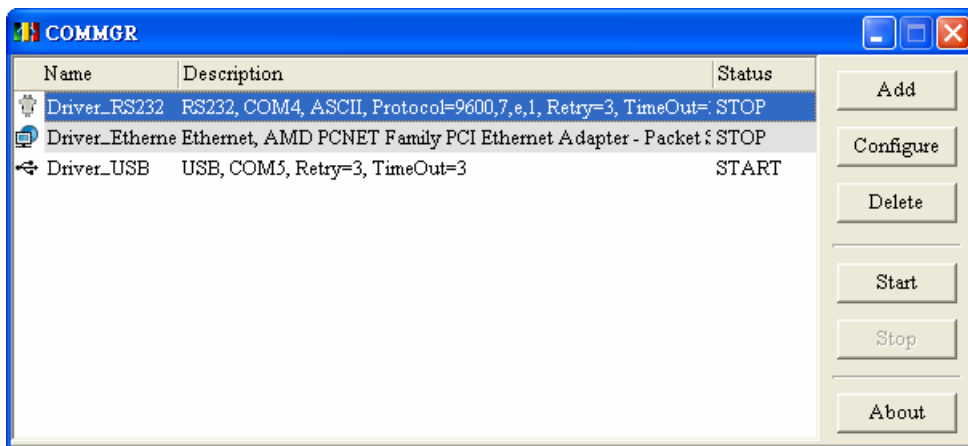 COMMGR
Name Description Status
Driver_RS232 RS232, COM4, ASCII, Protocol=9600,7,e,1, Retry=3, TimeOut= STOP
Driver_Etherne Ethernet, AMD PCNET Family PCI Ethernet Adapter - Packet STOP
Driver_USB USB, COM5, Retry=3, TimeOut=3 START
Add
Configure
Delete
Start
Stop
About